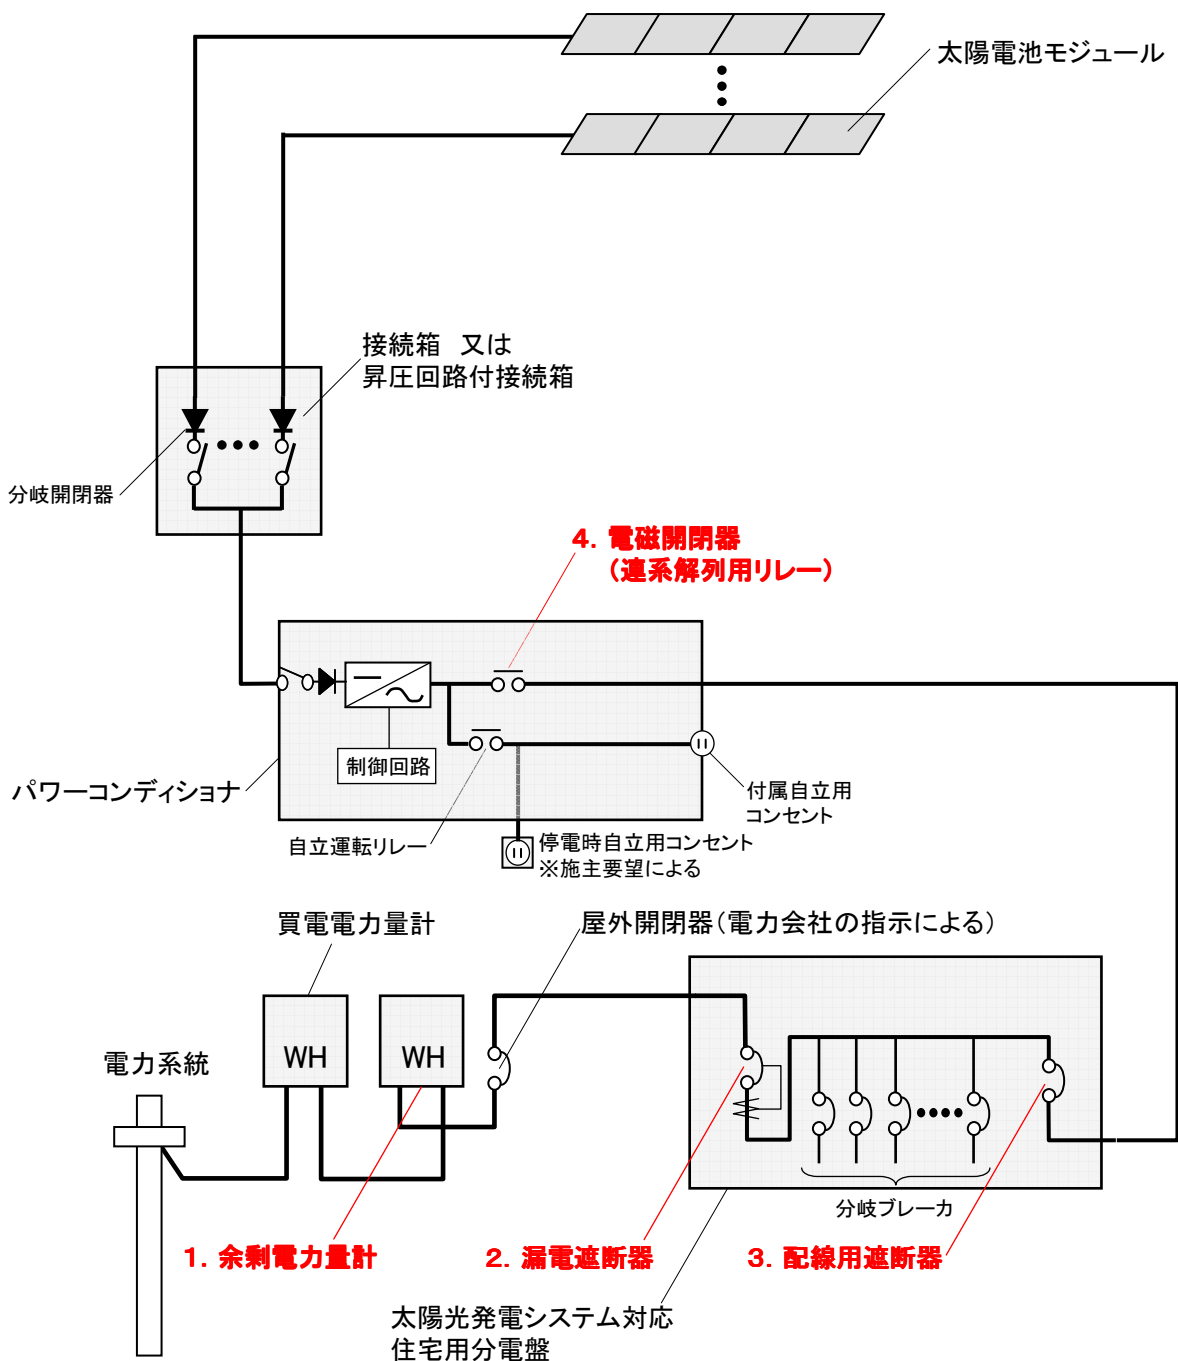 太陽電池モジュール
接続箱　又は
昇圧回路付接続箱
分岐開閉器
4. 電磁開閉器
(連系解列用リレー)
制御回路
パワーコンディショナ
付属自立用
コンセント
自立運転リレー
停電時自立用コンセント
※施主要望による
買電電力量計
屋外開閉器(電力会社の指示による)
WH
WH
電力系統
分岐ブレーカ
1. 余剰電力量計
2. 漏電遮断器
3. 配線用遮断器
太陽光発電システム対応
住宅用分電盤